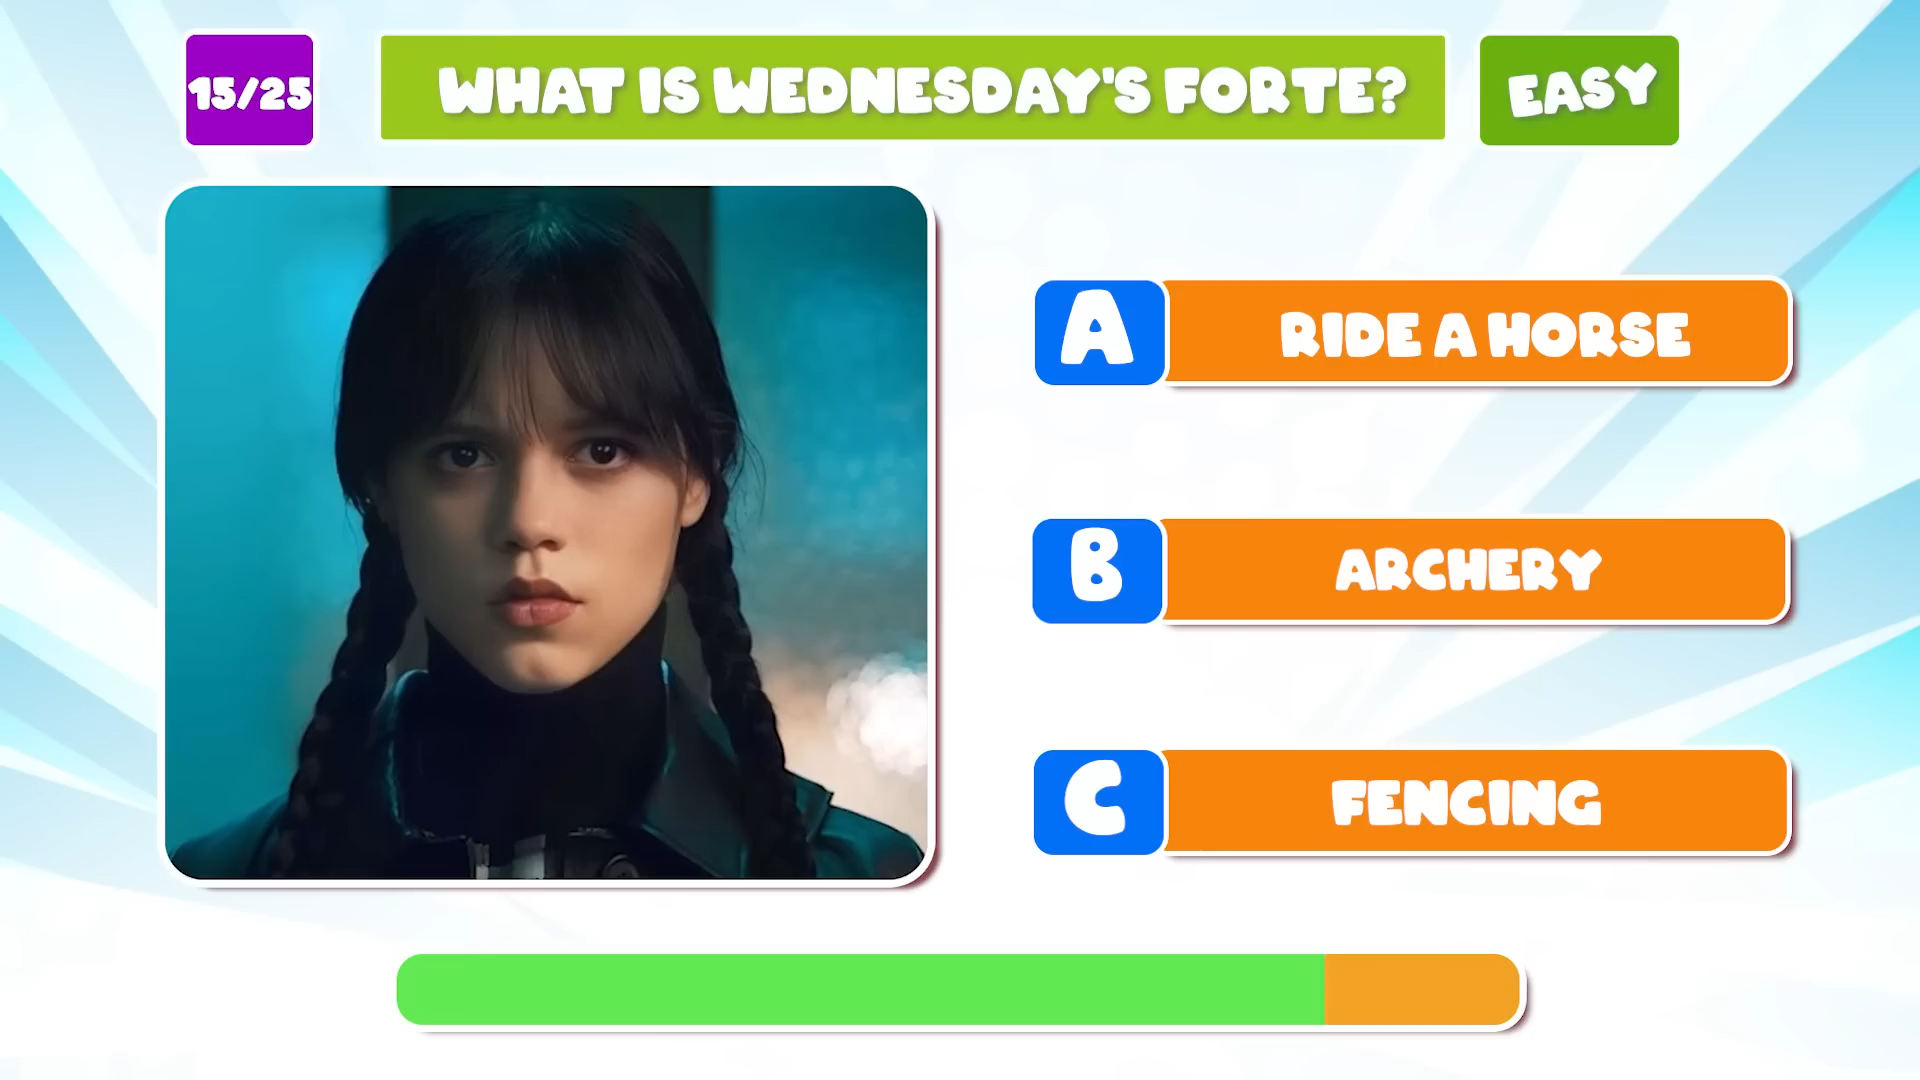 15/25
WHAT IS WEDNESDAY'S FORTE?
EASY
A
RIDE A HORSE
B
ARCHERY
C
FENCING